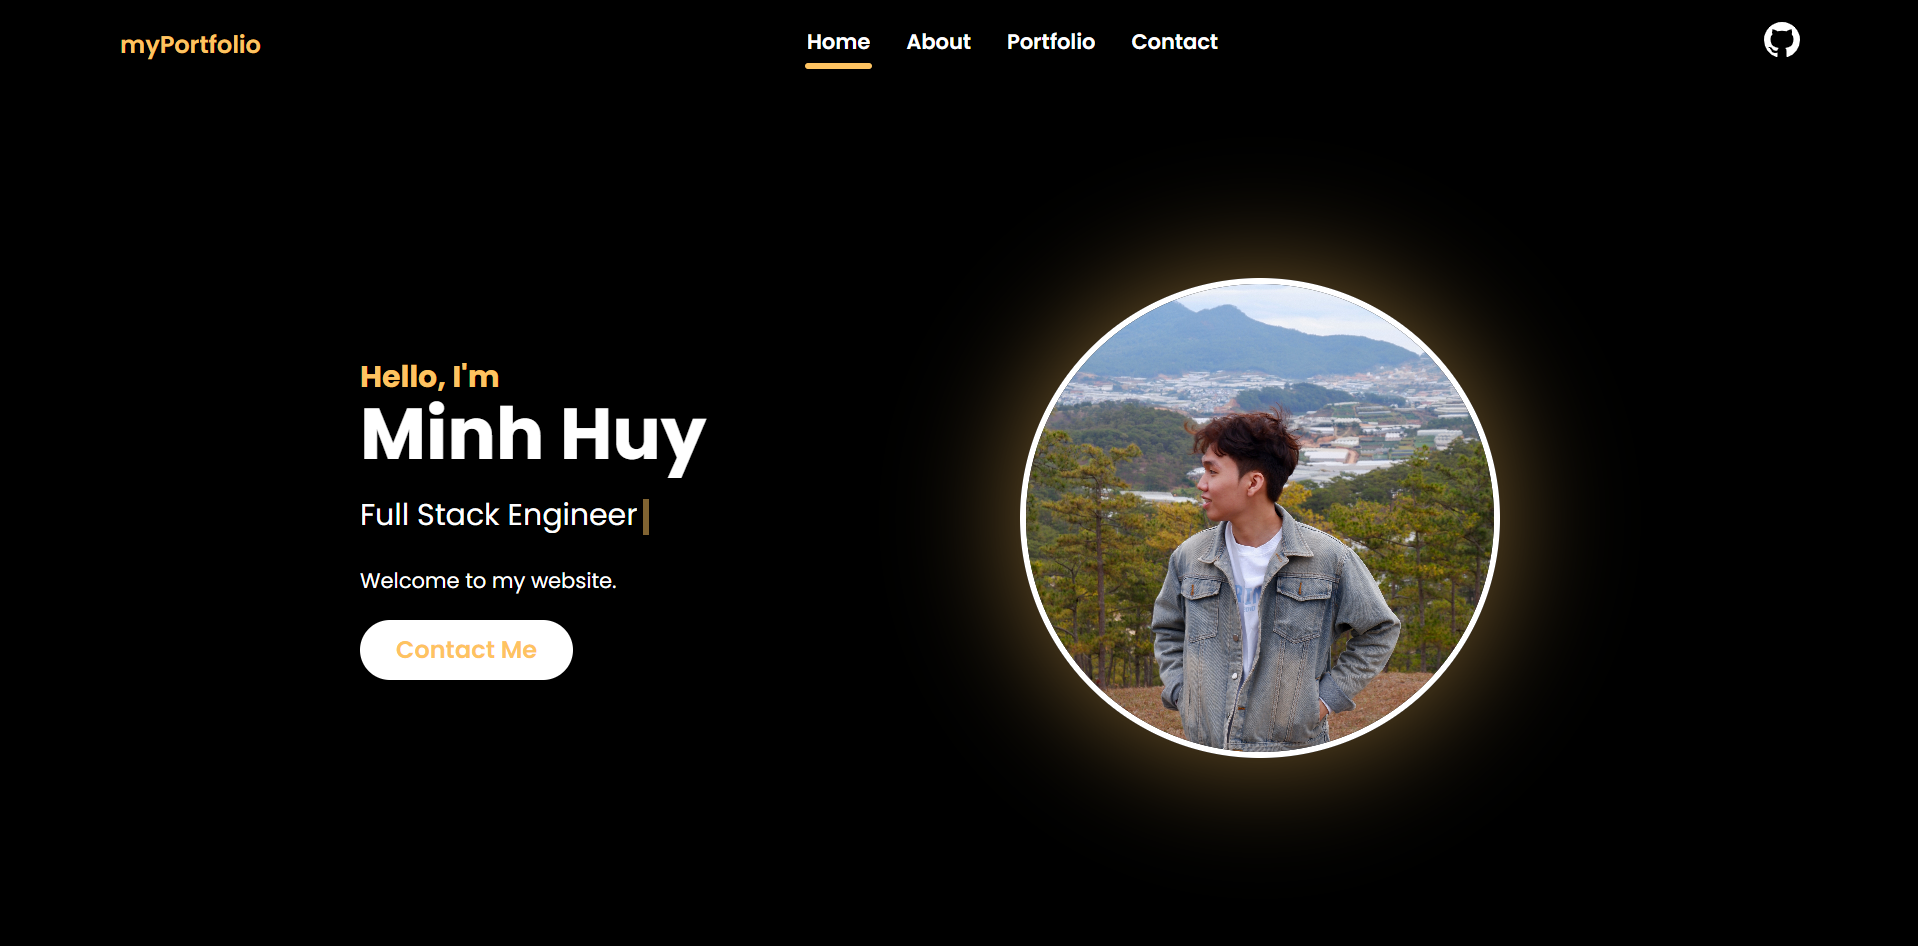 myPortfolio
Home About Portfolio Contact
Hello, I'm
Minh Huy
Full Stack Engineer
Welcome to my website.
Contact Me